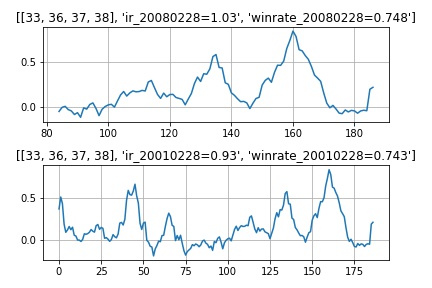 [[33, 36, 37, 38], 'ir_20080228=1.03', 'winrate_20080228=0.748']
0.5
0.0
80 100 120 140 160 180
[[33, 36, 37, 38], 'ir_20010228=0.93', 'winrate_20010228=0.743']
0.5
0.0
0 25 50 75 100 125 150 175